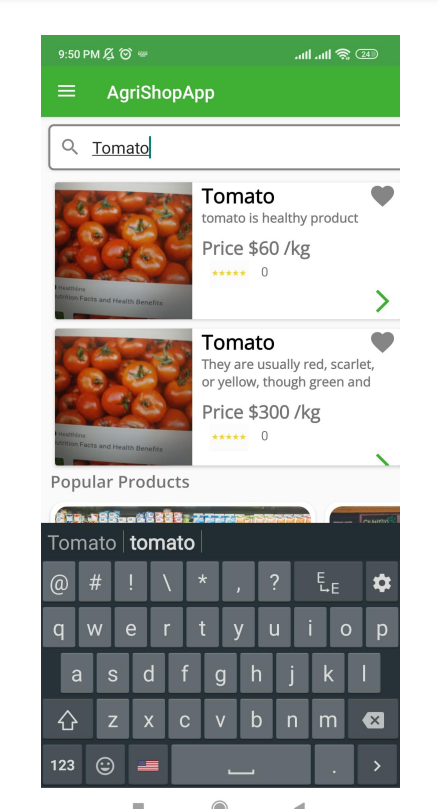 9:50 PM 24
AgriShopApp
Tomato
Tomato
tomato is healthy product
Price $60 /kg
0
Healthline
Nutrition Facts and Health Benefits
Tomato
They are usually red, scarlet,
or yellow, though green and
Price $300 /kg
0
Healthline
Nutrition Facts and Health Benefits
Popular Products
Tomato tomato
@ # ! \ * , ? E E
q w e r t y u i o p
a s d f g h j k l
z x c v b n m
123 .